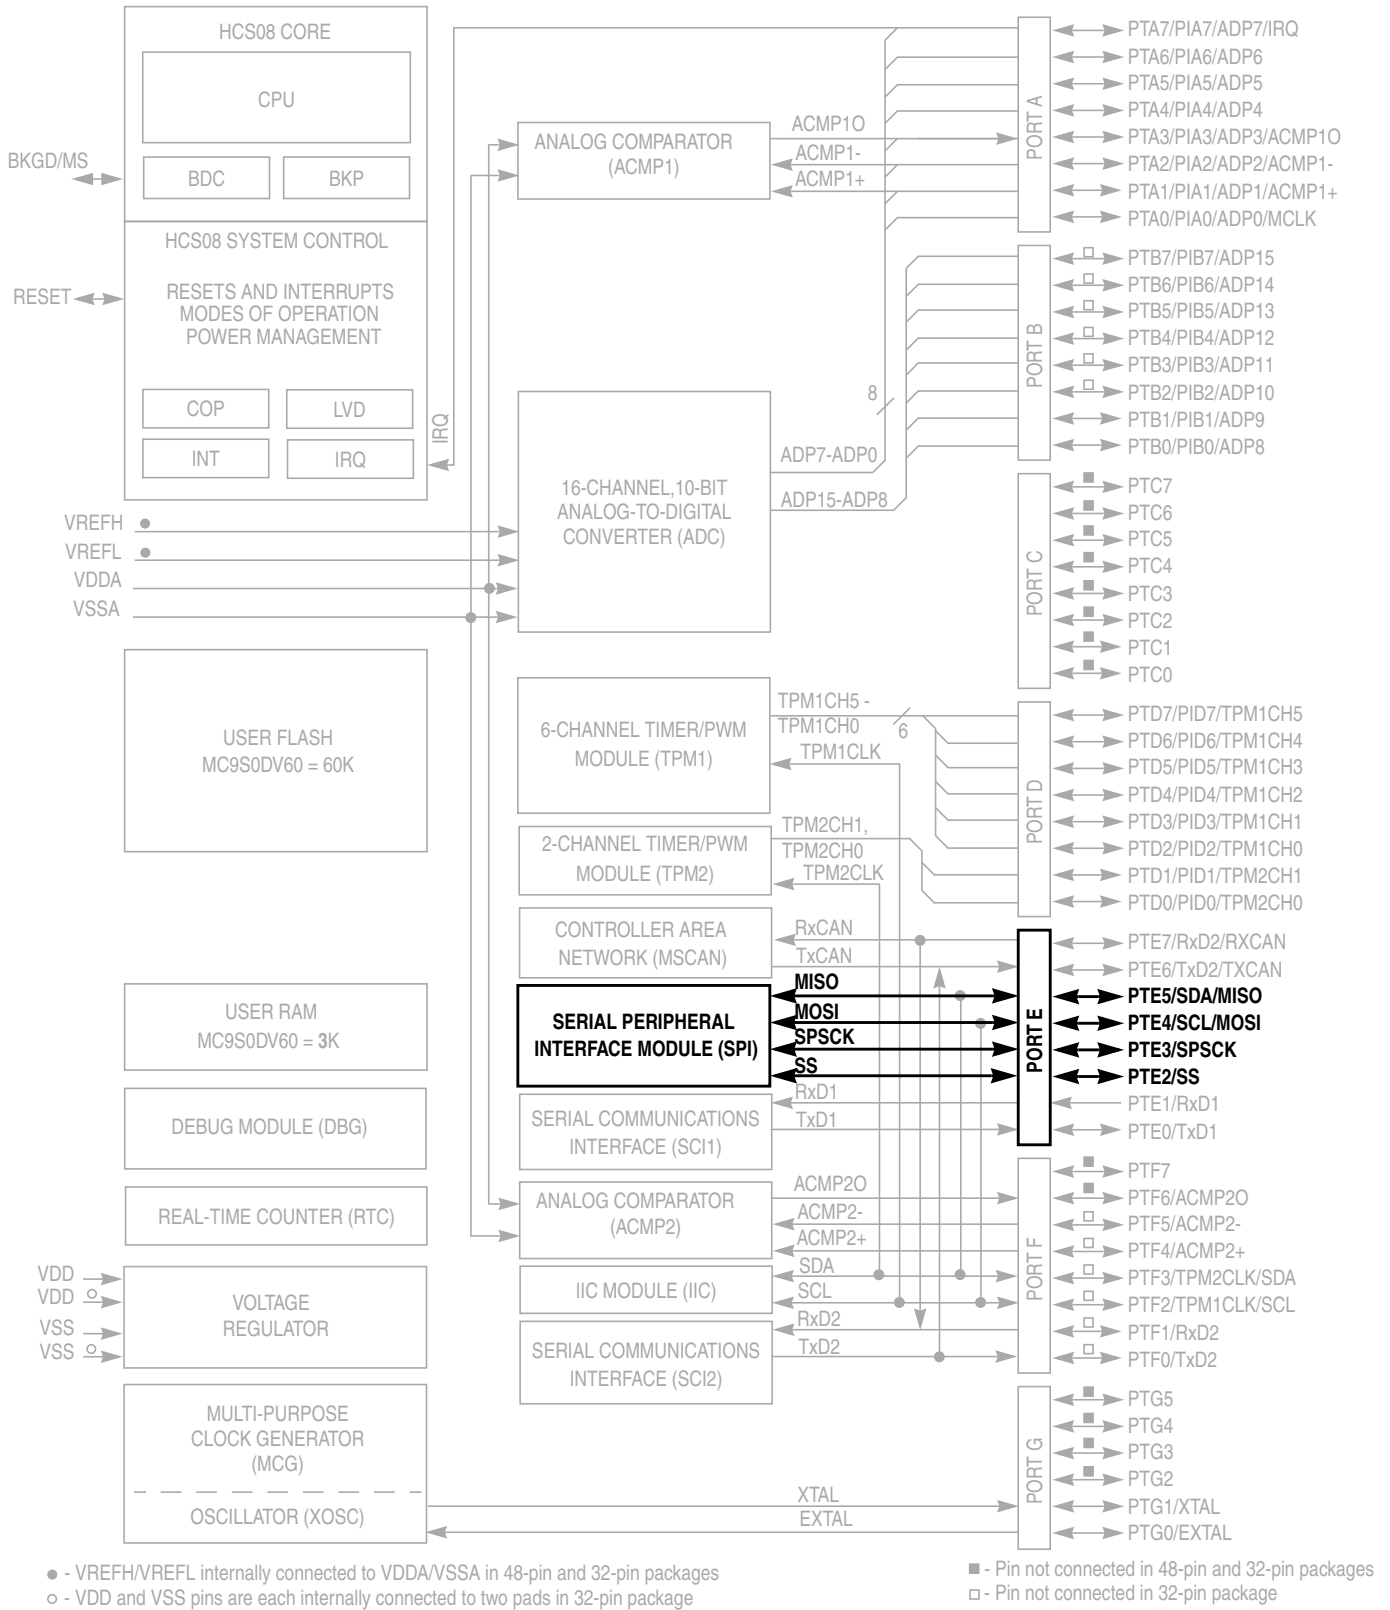 HCS08 CORE
CPU
BDC
BKP
BKGD/MS
HCS08 SYSTEM CONTROL
RESETS AND INTERRUPTS
MODES OF OPERATION
POWER MANAGEMENT
RESET
COP
LVD
INT
IRQ
IRQ
VREFH
VREFL
VDDA
VSSA
USER FLASH
MC9S0DV60 = 60K
USER RAM
MC9S0DV60 = 3K
DEBUG MODULE (DBG)
REAL-TIME COUNTER (RTC)
VDD
VDD
VSS
VSS
VOLTAGE
REGULATOR
MULTI-PURPOSE
CLOCK GENERATOR
(MCG)
OSCILLATOR (XOSC)
ANALOG COMPARATOR
(ACMP1)
ACMP1O
ACMP1-
ACMP1+
16-CHANNEL,10-BIT
ANALOG-TO-DIGITAL
CONVERTER (ADC)
8
ADP7-ADP0
ADP15-ADP8
6-CHANNEL TIMER/PWM
MODULE (TPM1)
TPM1CH5 -
TPM1CH0
6
TPM1CLK
2-CHANNEL TIMER/PWM
MODULE (TPM2)
TPM2CH1,
TPM2CH0
TPM2CLK
CONTROLLER AREA
NETWORK (MSCAN)
RxCAN
TxCAN
SERIAL PERIPHERAL
INTERFACE MODULE (SPI)
MISO
MOSI
SPSCK
SS
SERIAL COMMUNICATIONS
INTERFACE (SCI1)
RxD1
TxD1
ANALOG COMPARATOR
(ACMP2)
ACMP2O
ACMP2-
ACMP2+
IIC MODULE (IIC)
SDA
SCL
SERIAL COMMUNICATIONS
INTERFACE (SCI2)
RxD2
TxD2
XTAL
EXTAL
PORT A
PTA7/PIA7/ADP7/IRQ
PTA6/PIA6/ADP6
PTA5/PIA5/ADP5
PTA4/PIA4/ADP4
PTA3/PIA3/ADP3/ACMP1O
PTA2/PIA2/ADP2/ACMP1-
PTA1/PIA1/ADP1/ACMP1+
PTA0/PIA0/ADP0/MCLK
PORT B
PTB7/PIB7/ADP15
PTB6/PIB6/ADP14
PTB5/PIB5/ADP13
PTB4/PIB4/ADP12
PTB3/PIB3/ADP11
PTB2/PIB2/ADP10
PTB1/PIB1/ADP9
PTB0/PIB0/ADP8
PORT C
PTC7
PTC6
PTC5
PTC4
PTC3
PTC2
PTC1
PTC0
PORT D
PTD7/PID7/TPM1CH5
PTD6/PID6/TPM1CH4
PTD5/PID5/TPM1CH3
PTD4/PID4/TPM1CH2
PTD3/PID3/TPM1CH1
PTD2/PID2/TPM1CH0
PTD1/PID1/TPM2CH1
PTD0/PID0/TPM2CH0
PORT E
PTE7/RxD2/RXCAN
PTE6/TxD2/TXCAN
PTE5/SDA/MISO
PTE4/SCL/MOSI
PTE3/SPSCK
PTE2/SS
PTE1/RxD1
PTE0/TxD1
PORT F
PTF7
PTF6/ACMP2O
PTF5/ACMP2-
PTF4/ACMP2+
PTF3/TPM2CLK/SDA
PTF2/TPM1CLK/SCL
PTF1/RxD2
PTF0/TxD2
PORT G
PTG5
PTG4
PTG3
PTG2
PTG1/XTAL
PTG0/EXTAL
● - VREFH/VREFL internally connected to VDDA/VSSA in 48-pin and 32-pin packages
○ - VDD and VSS pins are each internally connected to two pads in 32-pin package
■ - Pin not connected in 48-pin and 32-pin packages
□ - Pin not connected in 32-pin package